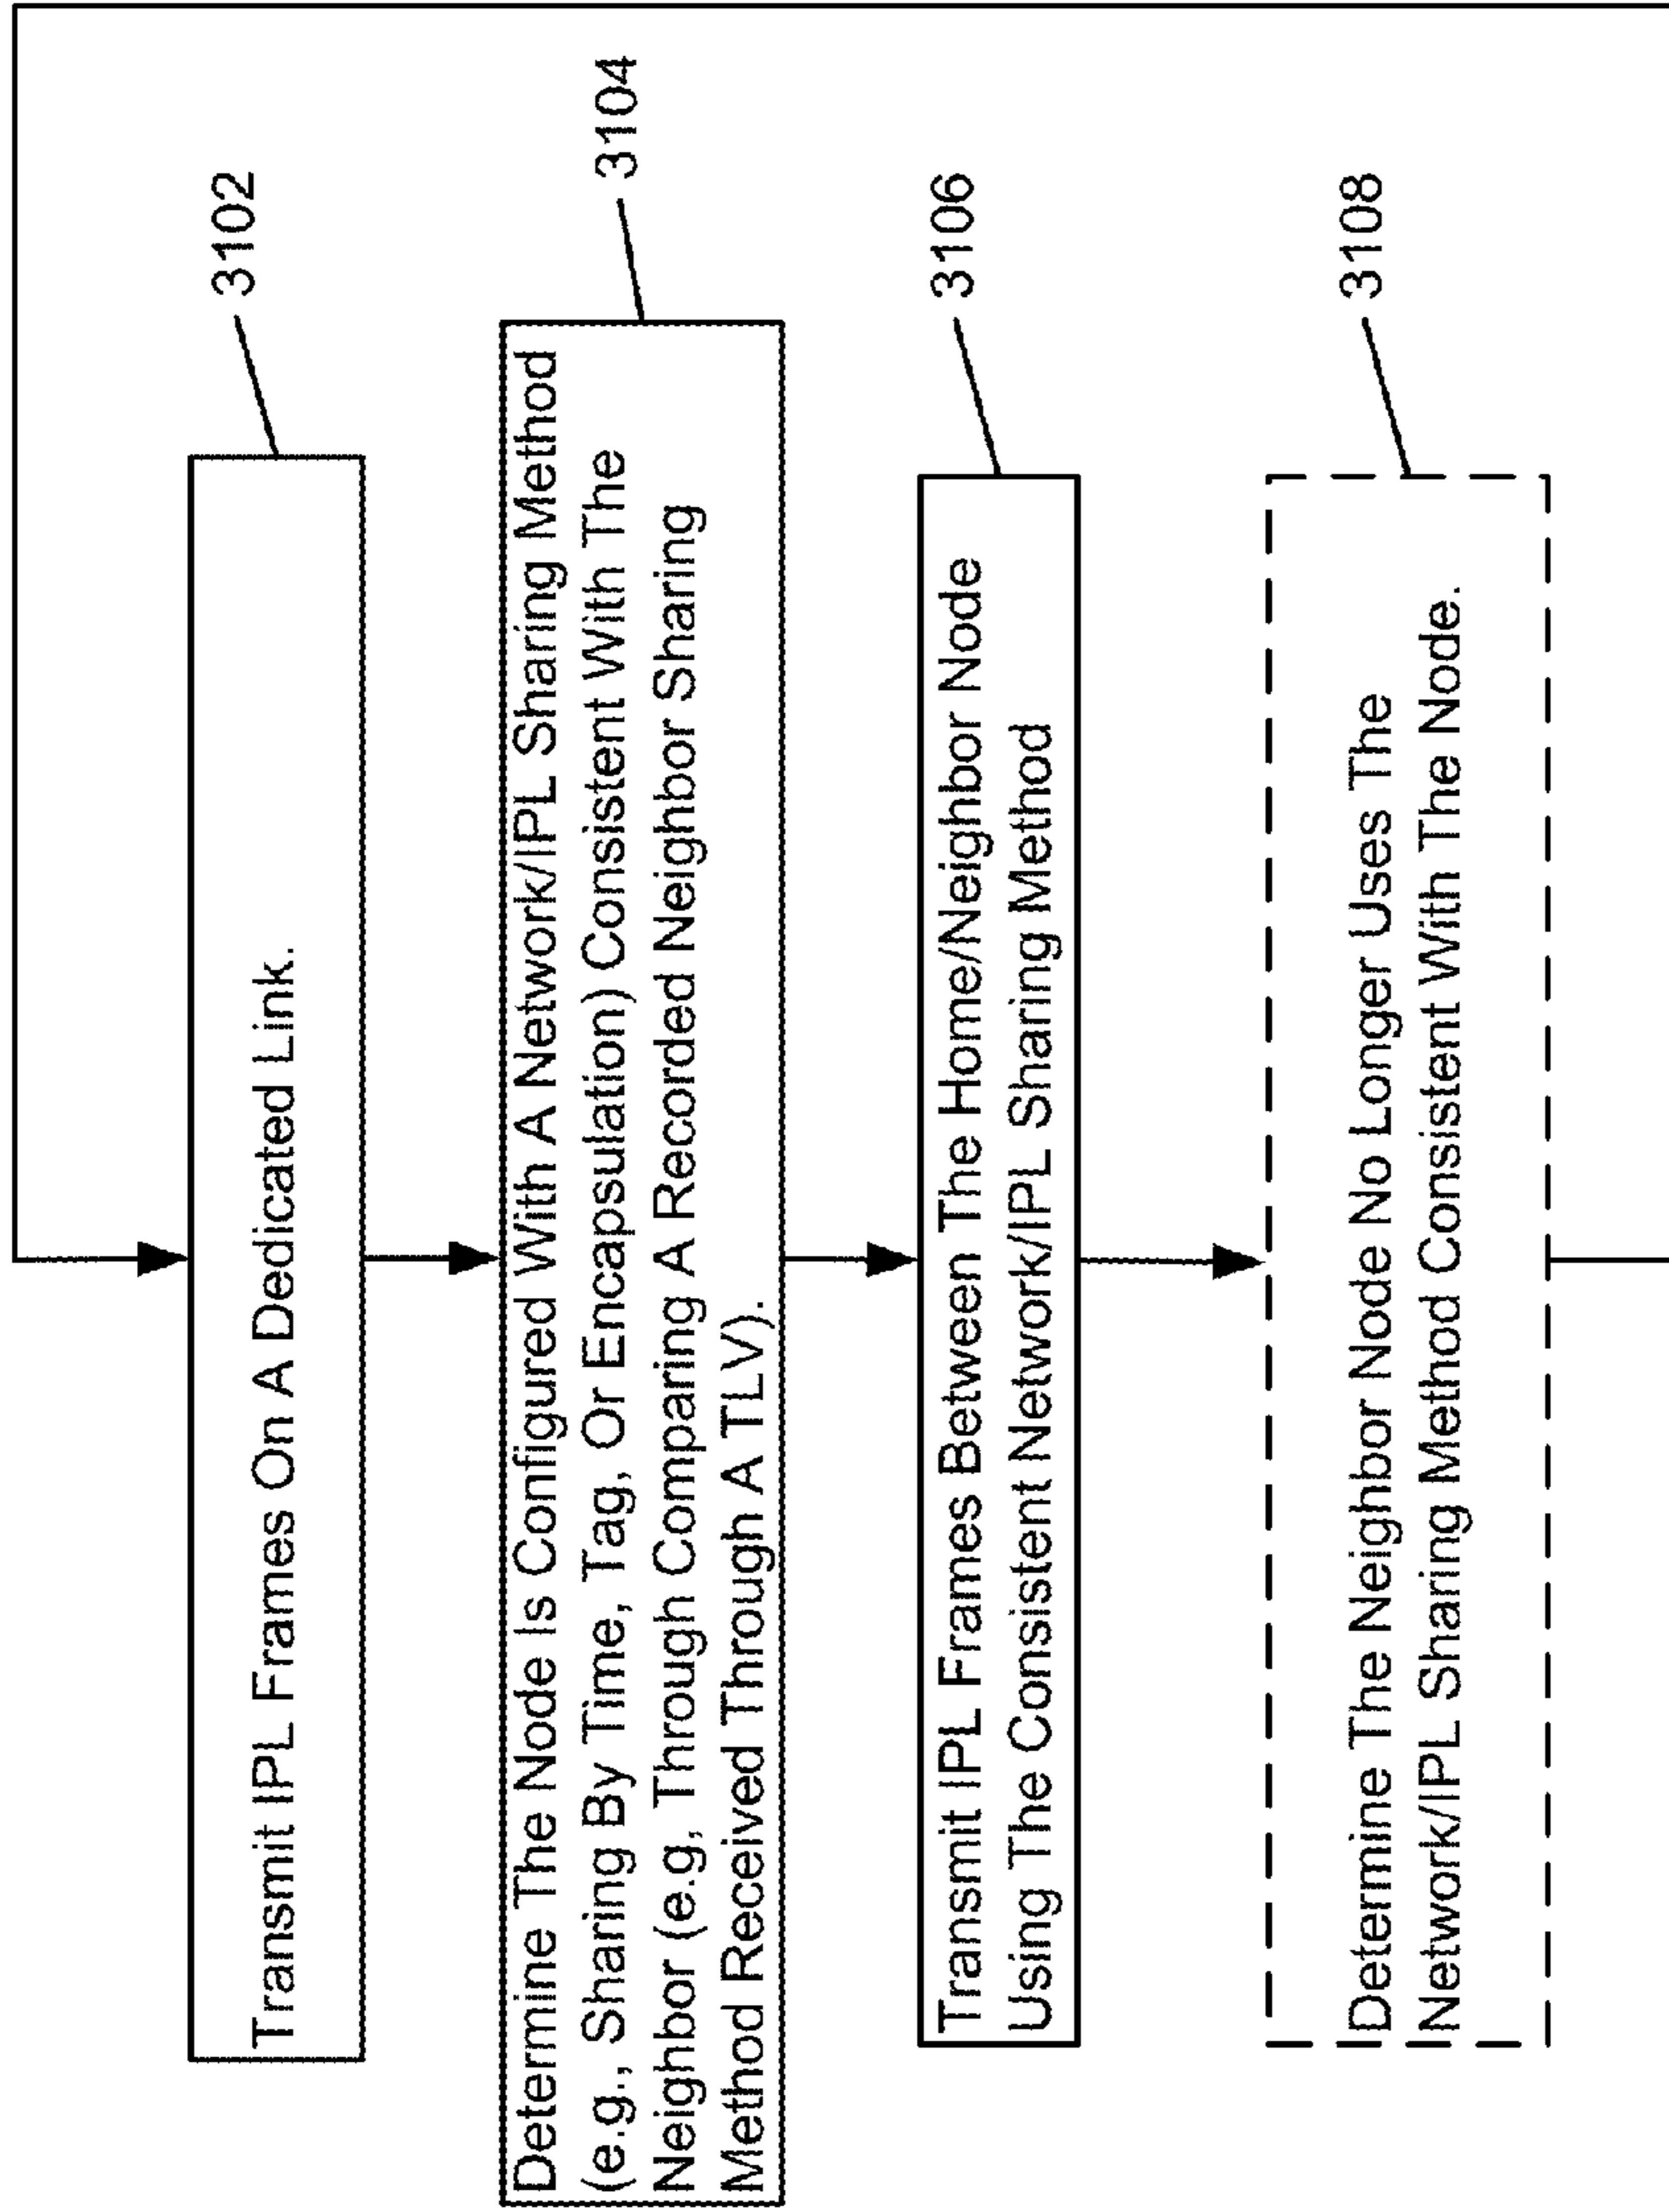 3102
Transmit IPL Frames On A Dedicated Link.
3104
Determine The Node Is Configured With A Network/IPL Sharing Method
(e.g., Sharing By Time, Tag, Or Encapsulation) Consistent With The
Neighbor (e.g, Through Comparing A Recorded Neighbor Sharing
Method Received Through A TLV).
3106
Transmit IPL Frames Between The Home/Neighbor Node
Using The Consistent Network/IPL Sharing Method
3108
Determine The Neighbor Node No Longer Uses The
Network/IPL Sharing Method Consistent With The Node.